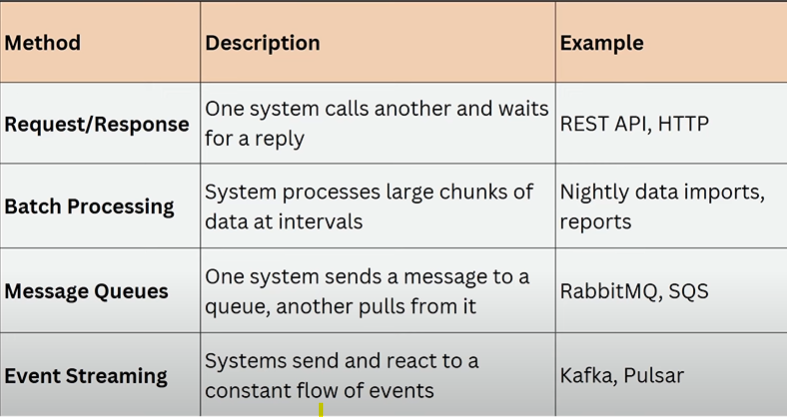 Method Description Example
Request/Response One system calls another and waits REST API, HTTP
for a reply
Batch Processing System processes large chunks of Nightly data imports,
data at intervals reports
Message Queues One system sends a message to a RabbitMQ, SQS
queue, another pulls from it
Event Streaming Systems send and react to a Kafka, Pulsar
constant flow of events